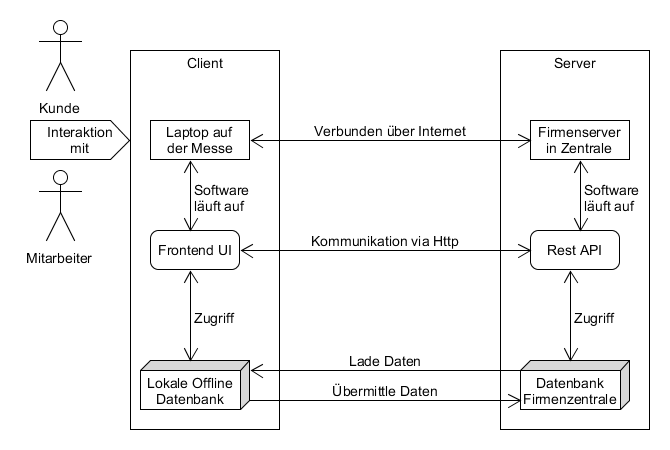 Client
Server
Kunde
Interaktion
mit
Mitarbeiter
Laptop auf
der Messe
Verbunden über Internet
Firmenserver
in Zentrale
Software
läuft auf
Software
läuft auf
Frontend UI
Kommunikation via Http
Rest API
Zugriff
Zugriff
Lade Daten
Lokale Offline
Datenbank
Übermittle Daten
Datenbank
Firmenzentrale